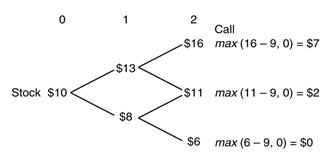 0 1 2
Call
$16 max (16 – 9, 0) = $7
$13
Stock $10 $11 max (11 – 9, 0) = $2
$8
$6 max (6 – 9, 0) = $0